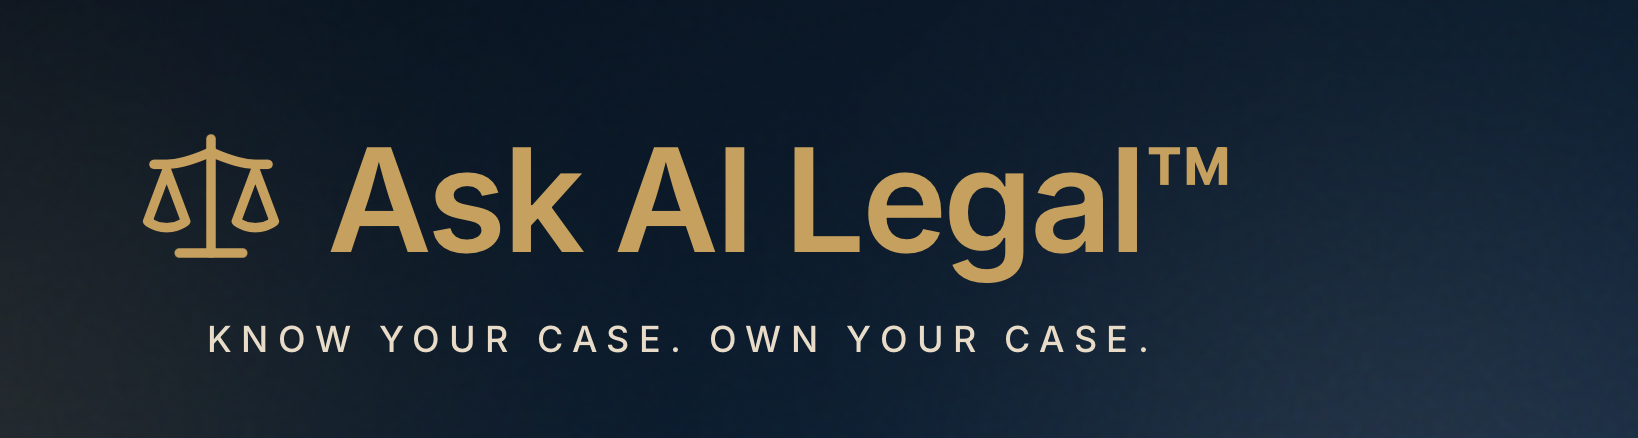 Ask AI Legal™
KNOW YOUR CASE. OWN YOUR CASE.